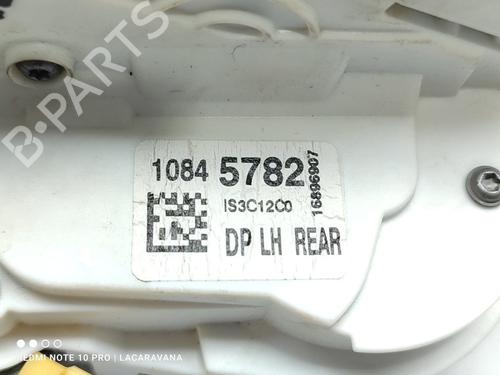 B-PARTS
1084 5782
IS3C12C0
16896907
DP LH REAR
REDMI NOTE 10 PRO | LACARAVANA